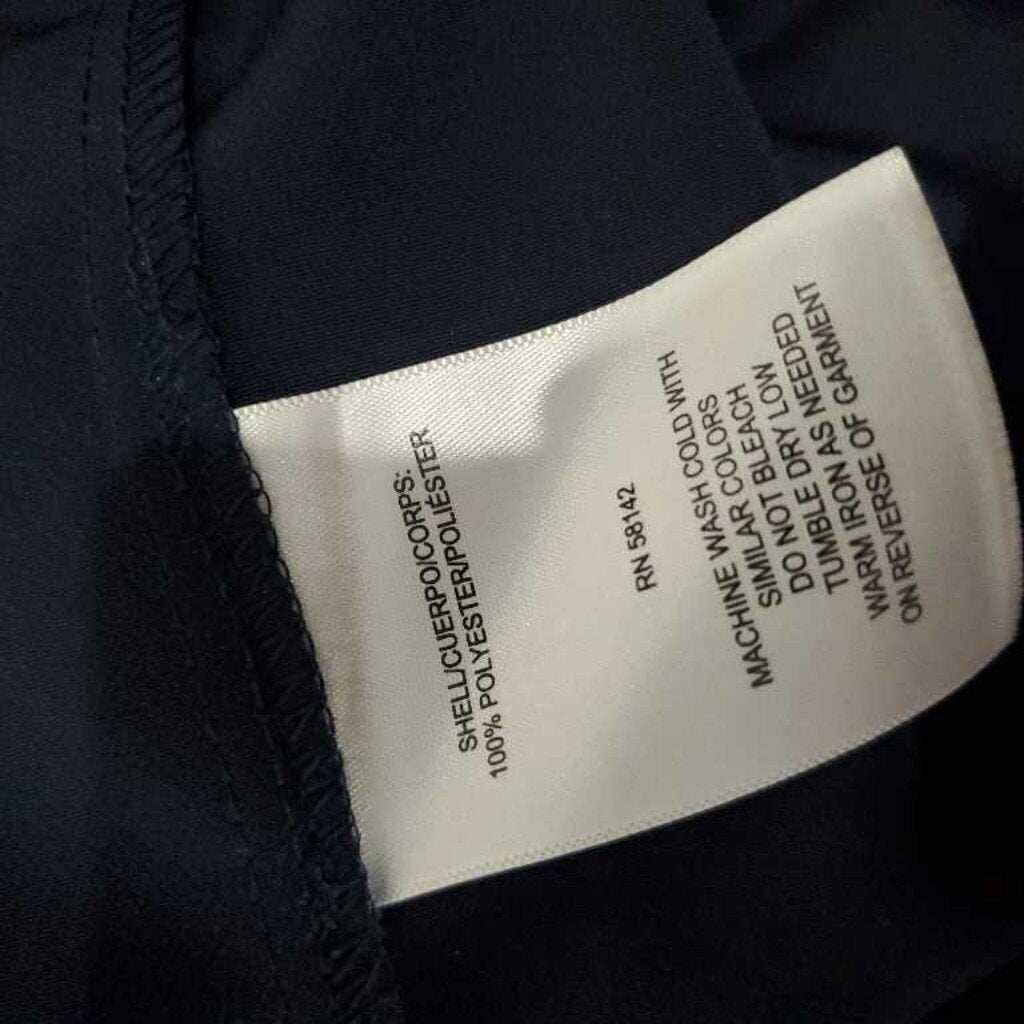 SHELL/CUERPO/CORPS:
100% POLYESTER/POLIÉSTER
RN 58142
MACHINE WASH COLD WITH
SIMILAR COLORS
DO NOT BLEACH
TUMBLE DRY LOW
WARM IRON AS NEEDED
ON REVERSE OF GARMENT